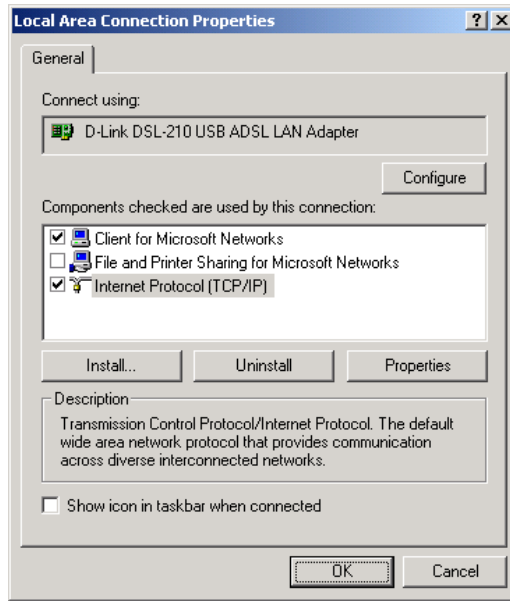 Local Area Connection Properties
General
Connect using:
D-Link DSL-210 USB ADSL LAN Adapter
Configure
Components checked are used by this connection:
Client for Microsoft Networks
File and Printer Sharing for Microsoft Networks
Internet Protocol (TCP/IP)
Install...
Uninstall
Properties
Description
Transmission Control Protocol/Internet Protocol. The default
wide area network protocol that provides communication
across diverse interconnected networks.
Show icon in taskbar when connected
OK
Cancel